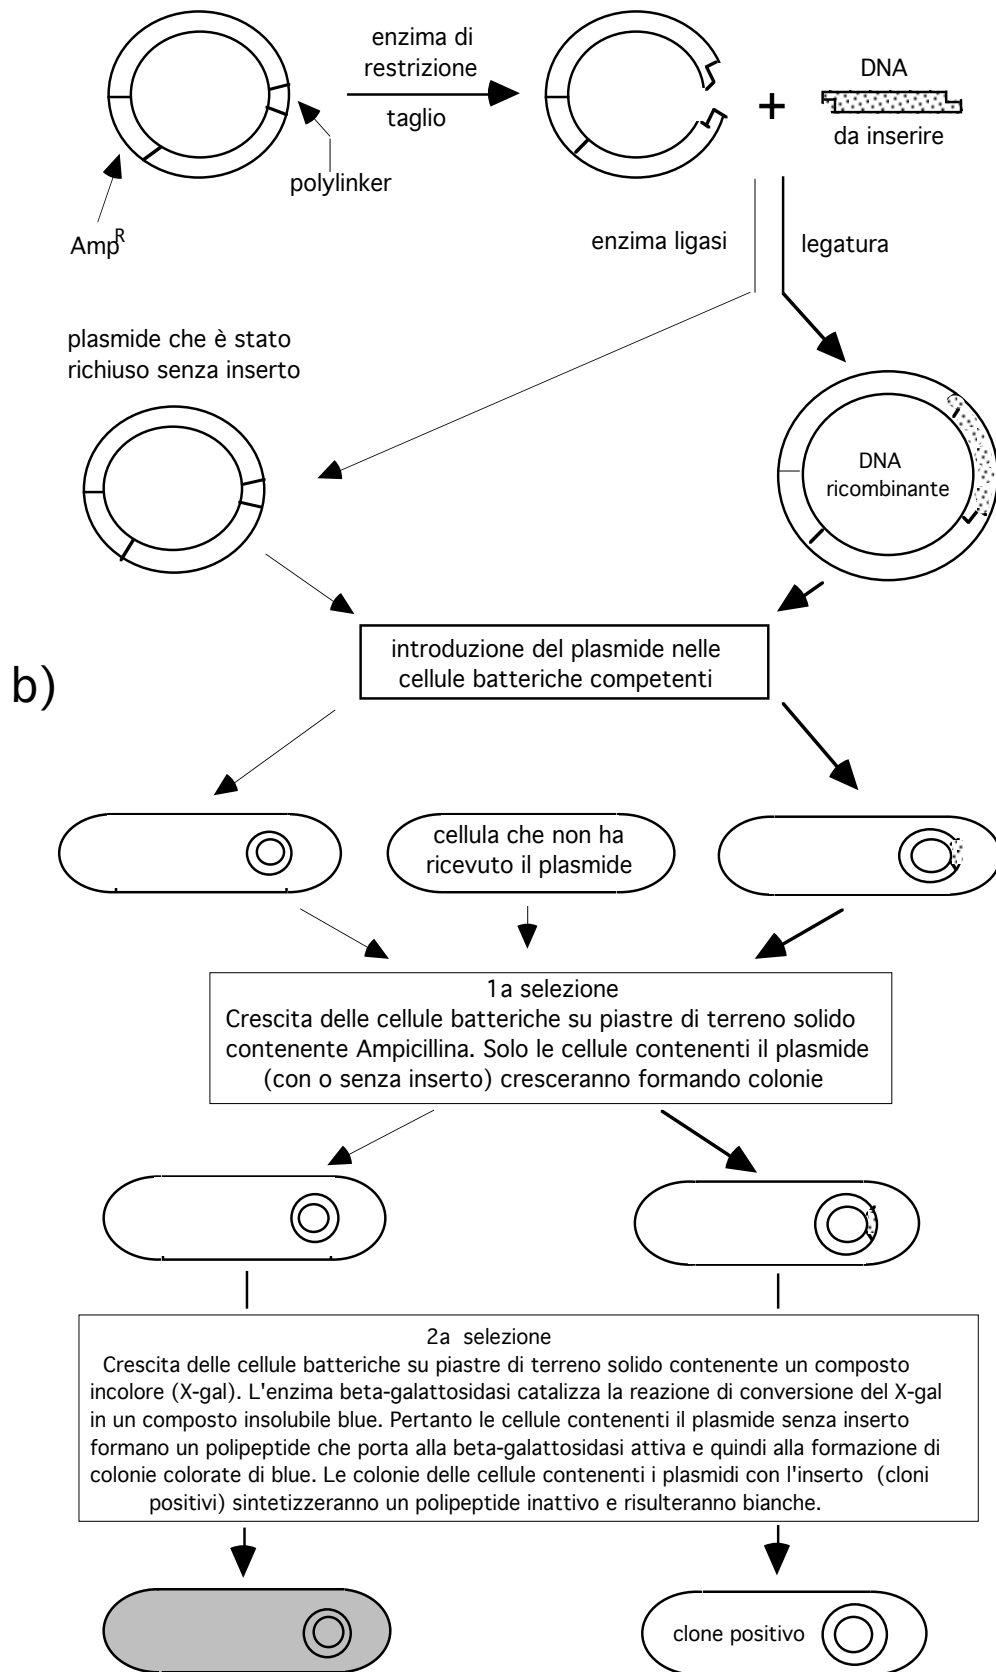 enzima di
restrizione
taglio
DNA
da inserire
+
polylinker
Amp^R
enzima ligasi
legatura
plasmide che è stato
richiuso senza inserto
DNA
ricombinante
introduzione del plasmide nelle
cellule batteriche competenti
b)
cellula che non ha
ricevuto il plasmide
1a selezione
Crescita delle cellule batteriche su piastre di terreno solido
contenente Ampicillina. Solo le cellule contenenti il plasmide
(con o senza inserto) cresceranno formando colonie
2a selezione
Crescita delle cellule batteriche su piastre di terreno solido contenente un composto
incolore (X-gal). L'enzima beta-galattosidasi catalizza la reazione di conversione del X-gal
in un composto insolubile blue. Pertanto le cellule contenenti il plasmide senza inserto
formano un polipeptide che porta alla beta-galattosidasi attiva e quindi alla formazione di
colonie colorate di blue. Le colonie delle cellule contenenti i plasmidi con l'inserto (cloni
positivi) sintetizzeranno un polipeptide inattivo e risulteranno bianche.
clone positivo